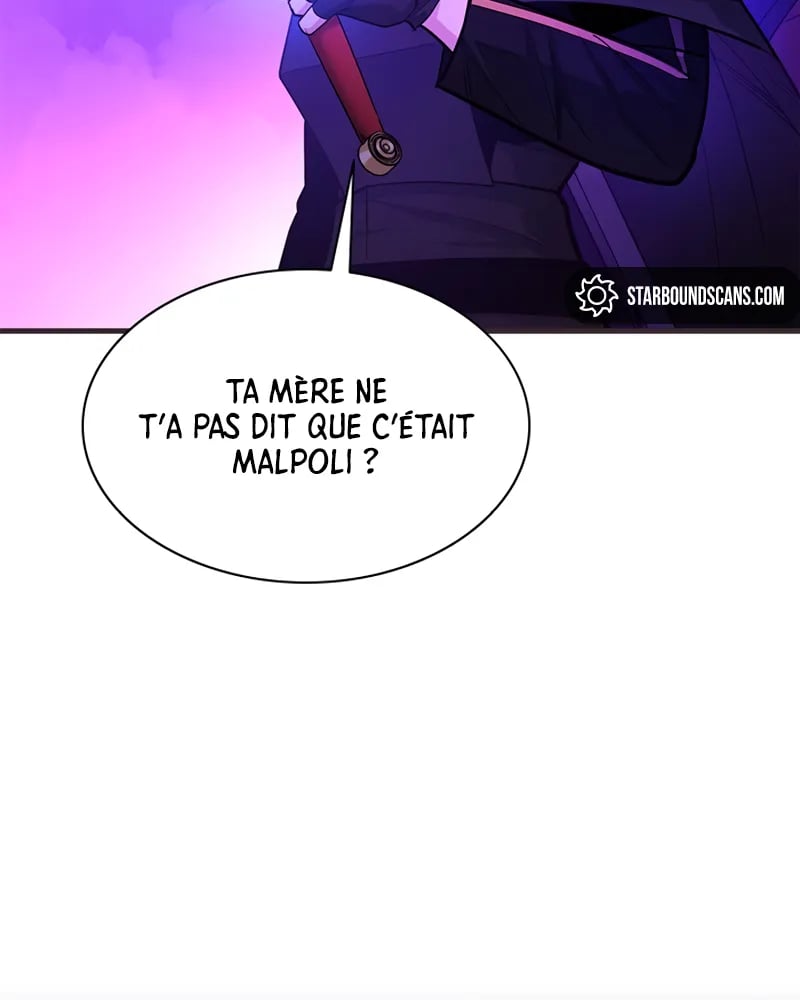 STARBOUNDSCANS.COM
TA MÈRE NE
T'A PAS DIT QUE C'ÉTAIT
MALPOLI ?